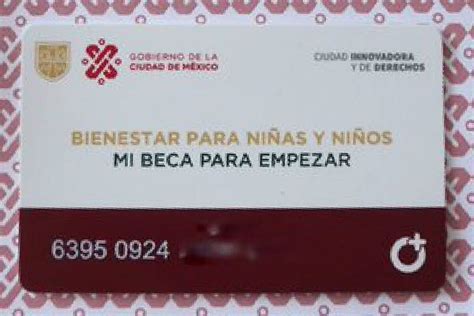 GOBIERNO DE LA
CIUDAD DE MÉXICO
CIUDAD INNOVADORA
Y DE DERECHOS
BIENESTAR PARA NIÑAS Y NIÑOS
MI BECA PARA EMPEZAR
6395 0924